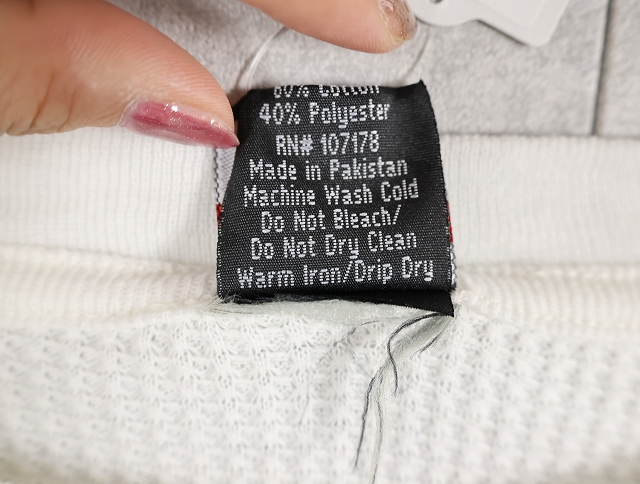 60% Cotton
40% Polyester
RN# 107178
Made in Pakistan
Machine Wash Cold
Do Not Bleach/
Do Not Dry Clean
Warm Iron/Drip Dry